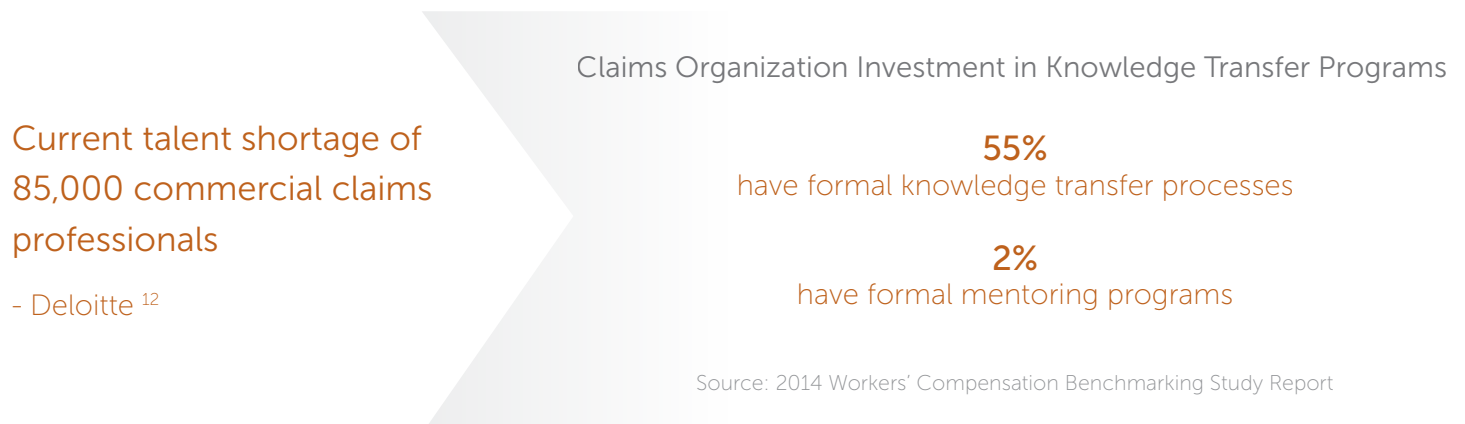 Current talent shortage of
85,000 commercial claims
professionals
- Deloitte 12
Claims Organization Investment in Knowledge Transfer Programs
55%
have formal knowledge transfer processes
2%
have formal mentoring programs
Source: 2014 Workers’ Compensation Benchmarking Study Report